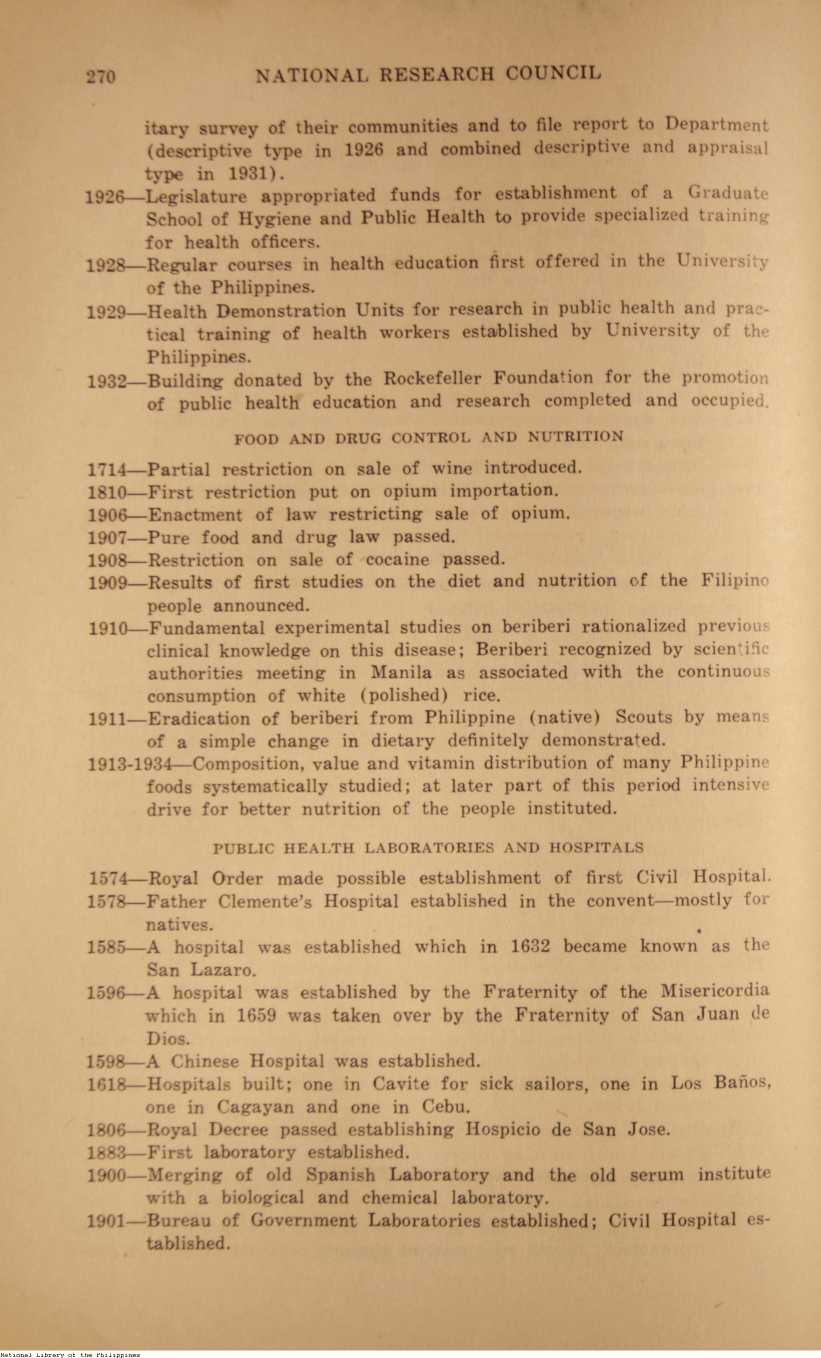 270 NATIONAL RESEARCH COUNCIL
itary survey of their communities and to file report to Department
(descriptive type in 1926 and combined descriptive and appraisal
type in 1931).
1926—Legislature appropriated funds for establishment of a Graduate
School of Hygiene and Public Health to provide specialized training
for health officers.
1928—Regular courses in health education first offered in the University
of the Philippines.
1929—Health Demonstration Units for research in public health and prac-
tical training of health workers established by University of the
Philippines.
1932—Building donated by the Rockefeller Foundation for the promotion
of public health education and research completed and occupied.
FOOD AND DRUG CONTROL AND NUTRITION
1714—Partial restriction on sale of wine introduced.
1810—First restriction put on opium importation.
1906—Enactment of law restricting sale of opium.
1907—Pure food and drug law passed.
1908—Restriction on sale of cocaine passed.
1909—Results of first studies on the diet and nutrition of the Filipino
people announced.
1910—Fundamental experimental studies on beriberi rationalized previous
clinical knowledge on this disease; Beriberi recognized by scientific
authorities meeting in Manila as associated with the continuous
consumption of white (polished) rice.
1911—Eradication of beriberi from Philippine (native) Scouts by means
of a simple change in dietary definitely demonstrated.
1913-1934—Composition, value and vitamin distribution of many Philippine
foods systematically studied; at later part of this period intensive
drive for better nutrition of the people instituted.
PUBLIC HEALTH LABORATORIES AND HOSPITALS
1574—Royal Order made possible establishment of first Civil Hospital.
1578—Father Clemente's Hospital established in the convent—mostly for
natives.
1585—A hospital was established which in 1632 became known as the
San Lazaro.
1596—A hospital was established by the Fraternity of the Misericordia
which in 1659 was taken over by the Fraternity of San Juan de
Dios.
1598—A Chinese Hospital was established.
1618—Hospitals built; one in Cavite for sick sailors, one in Los Baños,
one in Cagayan and one in Cebu.
1806—Royal Decree passed establishing Hospicio de San Jose.
1883—First laboratory established.
1900—Merging of old Spanish Laboratory and the old serum institute
with a biological and chemical laboratory.
1901—Bureau of Government Laboratories established; Civil Hospital es-
tablished.
National Library of the Philippines